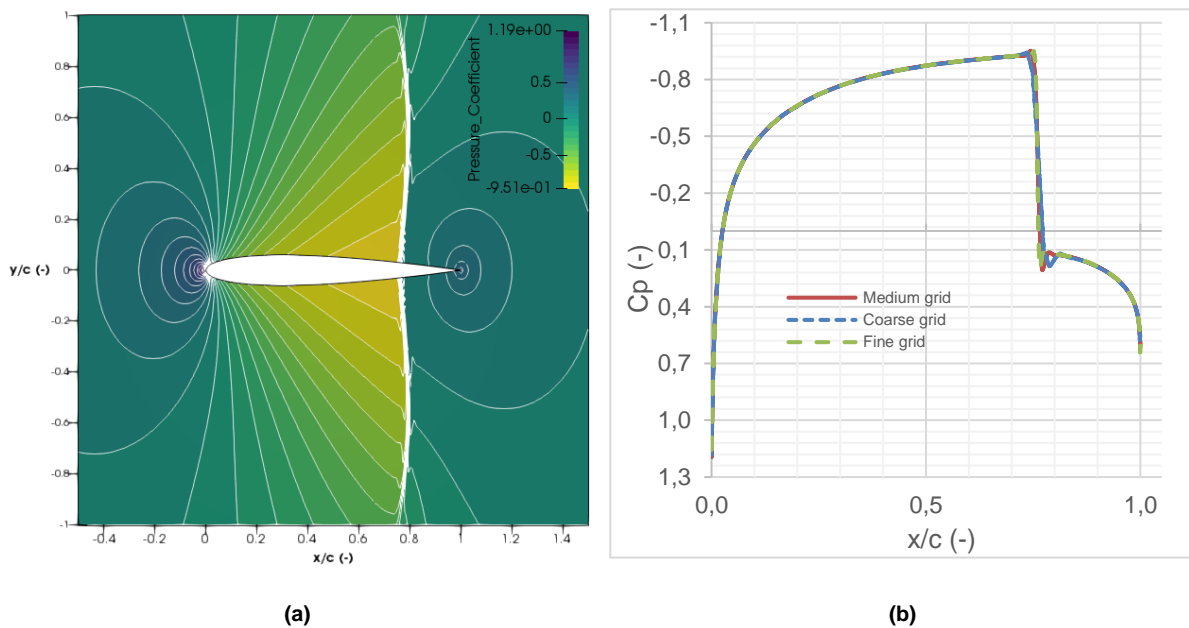 1
0.8
0.6
0.4
0.2
0
-0.2
-0.4
-0.6
-0.8
-1
y/c (-)
-0.4 -0.2 0 0.2 0.4 0.6 0.8 1 1.2 1.4
x/c (-)
Pressure_Coefficient
1.19e+00
0.5
0
-0.5
-9.51e-01
(a)
-1,1
-0,8
-0,5
-0,2
0,1
0,4
0,7
1,0
1,3
Cp (-)
Medium grid
Coarse grid
Fine grid
0,0 0,5 1,0
x/c (-)
(b)